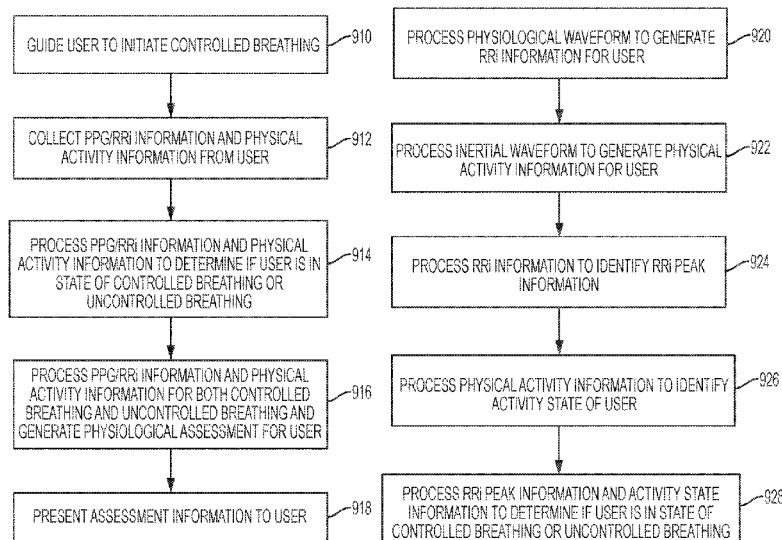 GUIDE USER TO INITIATE CONTROLLED BREATHING
910
COLLECT PPG/RRi INFORMATION AND PHYSICAL
ACTIVITY INFORMATION FROM USER
912
PROCESS PPG/RRi INFORMATION AND PHYSICAL
ACTIVITY INFORMATION TO DETERMINE IF USER IS IN
STATE OF CONTROLLED BREATHING OR
UNCONTROLLED BREATHING
914
PROCESS PPG/RRi INFORMATION AND PHYSICAL
ACTIVITY INFORMATION FOR BOTH CONTROLLED
BREATHING AND UNCONTROLLED BREATHING AND
GENERATE PHYSIOLOGICAL ASSESSMENT FOR USER
916
PRESENT ASSESSMENT INFORMATION TO USER
918
PROCESS PHYSIOLOGICAL WAVEFORM TO GENERATE
RRi INFORMATION FOR USER
920
PROCESS INERTIAL WAVEFORM TO GENERATE PHYSICAL
ACTIVITY INFORMATION FOR USER
922
PROCESS RRi INFORMATION TO IDENTIFY RRi PEAK
INFORMATION
924
PROCESS PHYSICAL ACTIVITY INFORMATION TO IDENTIFY
ACTIVITY STATE OF USER
926
PROCESS RRi PEAK INFORMATION AND ACTIVITY STATE
INFORMATION TO DETERMINE IF USER IS IN STATE OF
CONTROLLED BREATHING OR UNCONTROLLED BREATHING
928